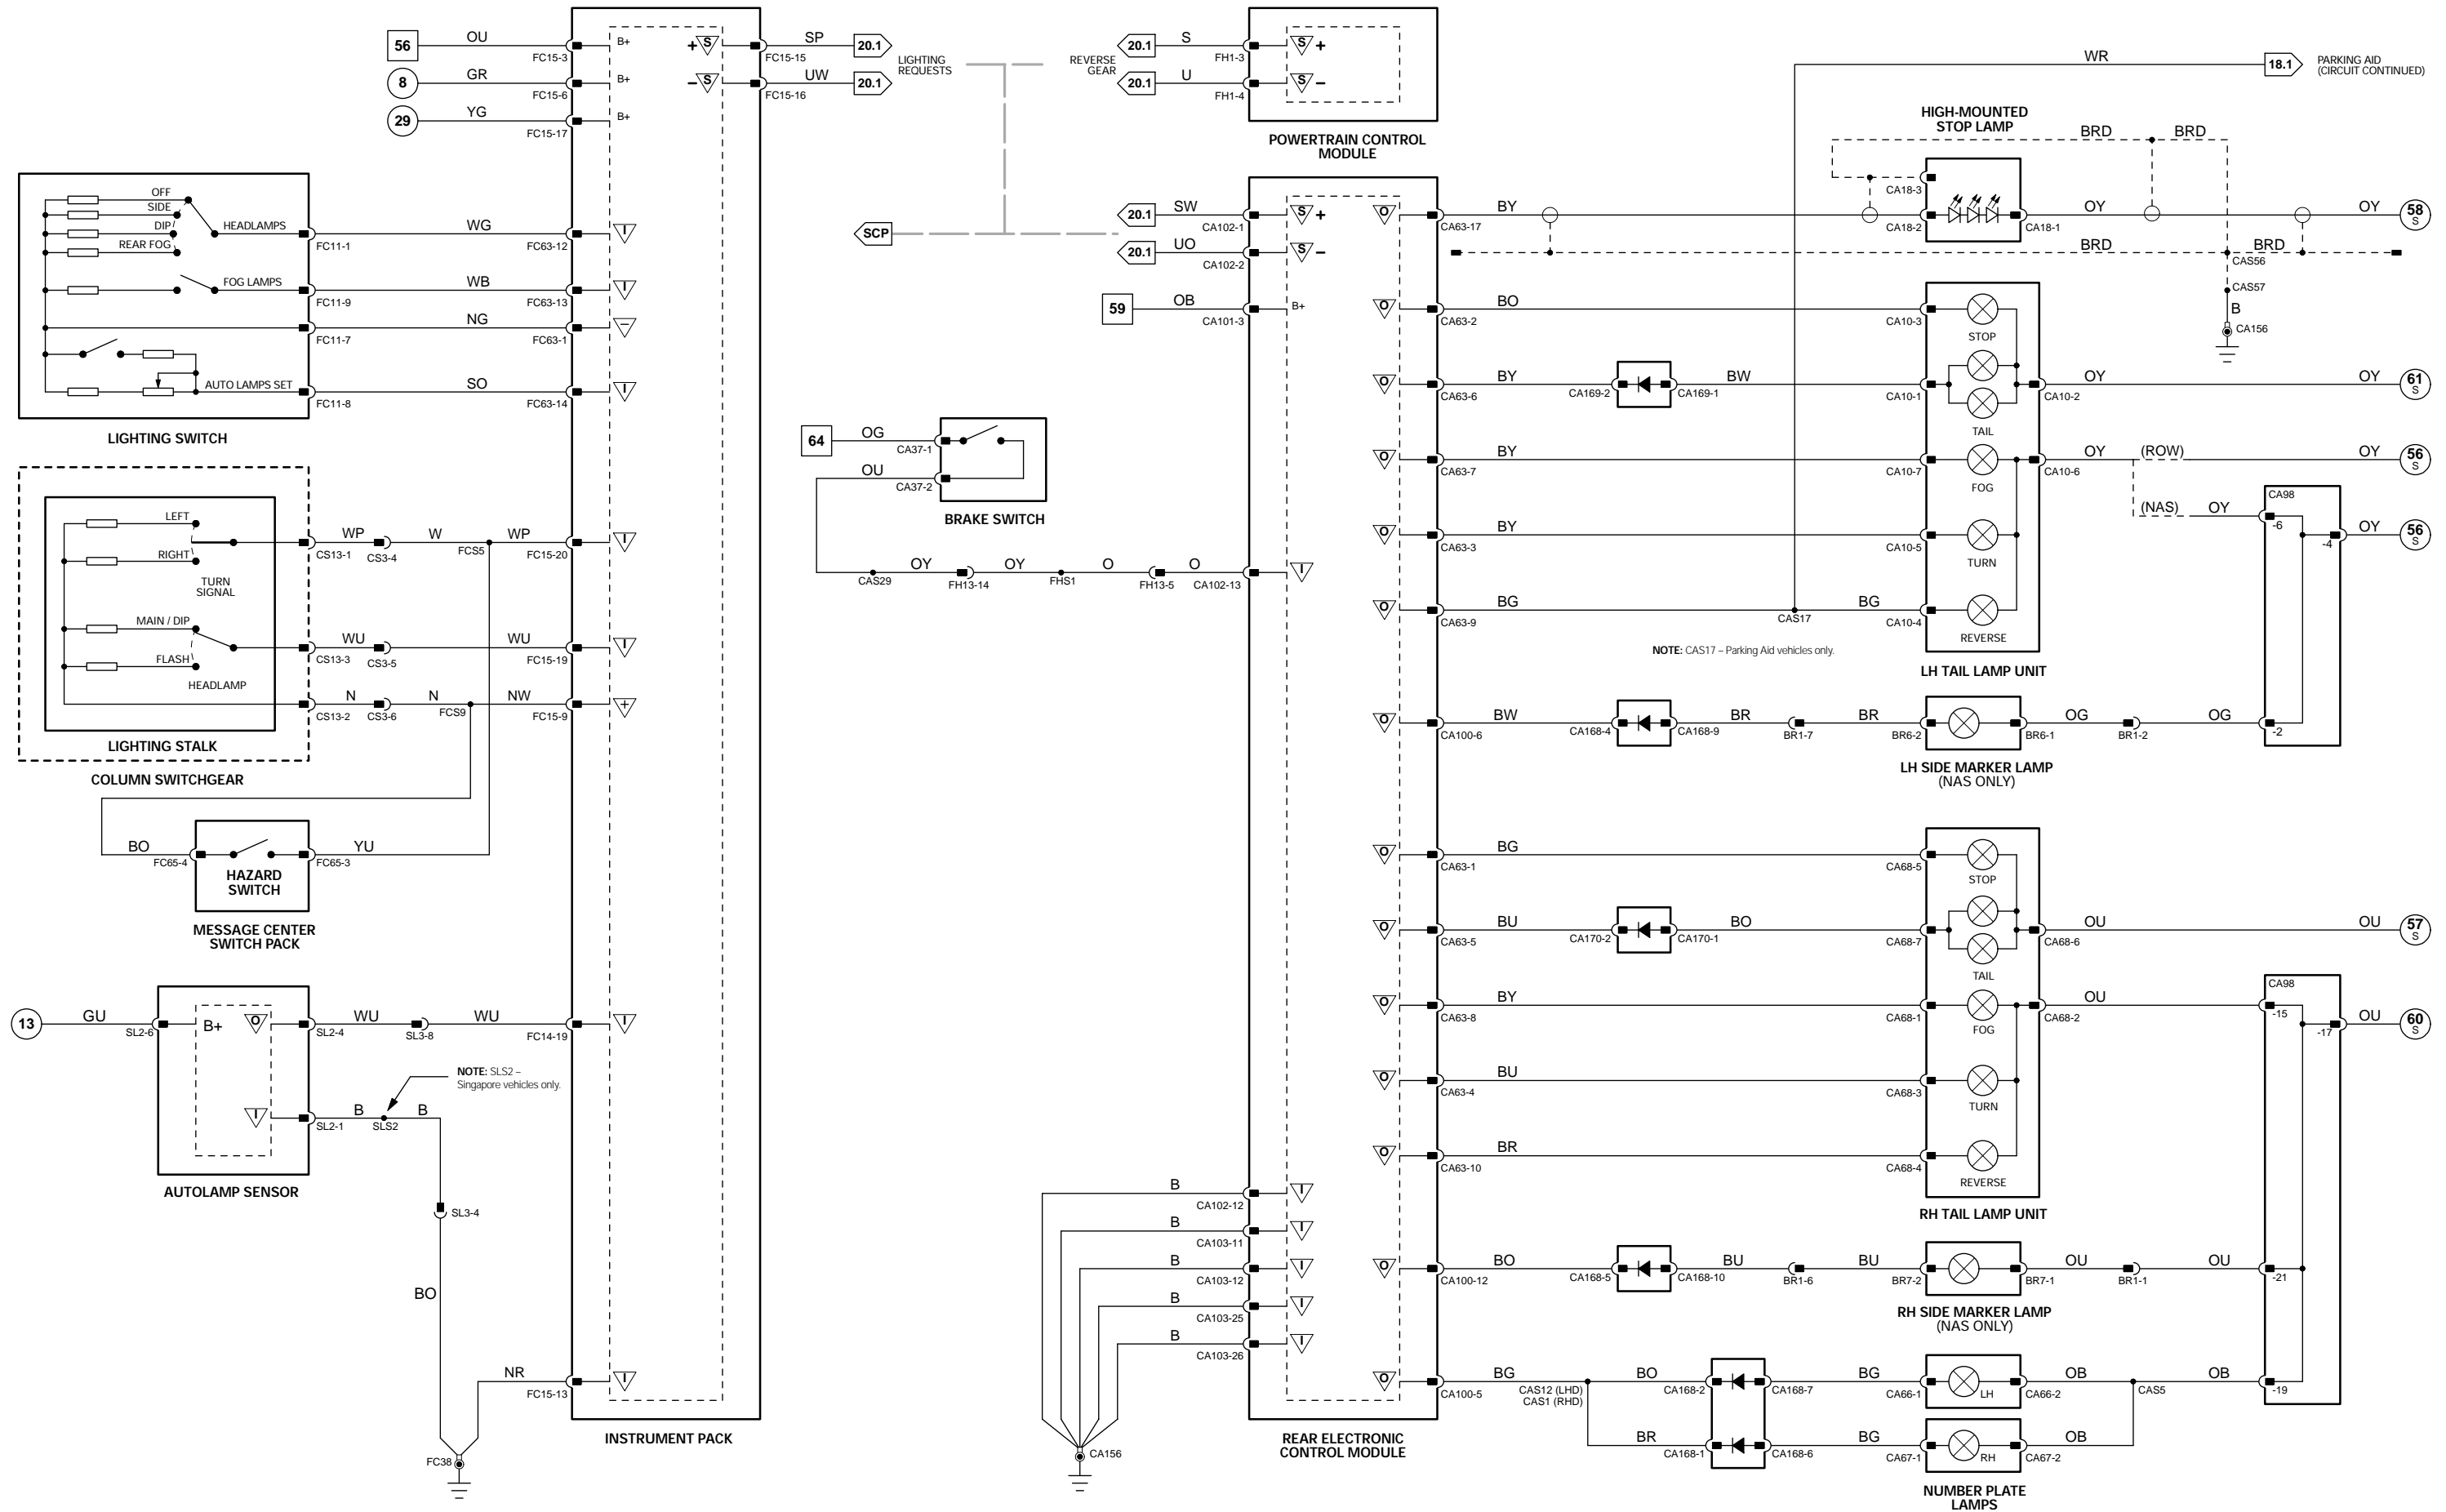 56
OU
FC15-3
B+
8
GR
FC15-6
B+
29
YG
FC15-17
B+
+ S
FC15-15
SP
20.1
– S
FC15-16
UW
20.1
LIGHTING
REQUESTS
OFF
SIDE
DIP
REAR FOG
HEADLAMPS
FC11-1
WG
FC63-12
I
FOG LAMPS
FC11-9
WB
FC63-13
I
FC11-7
NG
FC63-1
–
AUTO LAMPS SET
FC11-8
SO
FC63-14
I
LIGHTING SWITCH
LEFT
RIGHT
TURN
SIGNAL
CS13-1
WP
CS3-4
W
FCS5
WP
FC15-20
I
MAIN / DIP
FLASH
HEADLAMP
CS13-3
WU
CS3-5
WU
FC15-19
I
CS13-2
N
CS3-6
N
FCS9
NW
FC15-9
+
LIGHTING STALK
COLUMN SWITCHGEAR
BO
FC65-4
HAZARD
SWITCH
FC65-3
YU
MESSAGE CENTER
SWITCH PACK
13
GU
SL2-6
B+
O
SL2-4
WU
SL3-8
WU
FC14-19
I
I
SL2-1
B
SLS2
B
NOTE: SLS2 –
Singapore vehicles only.
AUTOLAMP SENSOR
SL3-4
BO
NR
FC15-13
I
FC38
INSTRUMENT PACK
SCP
REVERSE
GEAR
20.1
S
FH1-3
S +
20.1
U
FH1-4
S –
POWERTRAIN CONTROL
MODULE
20.1
SW
CA102-1
S +
20.1
UO
CA102-2
S –
59
OB
CA101-3
B+
64
OG
CA37-1
OU
CA37-2
BRAKE SWITCH
CAS29
OY
FH13-14
OY
FHS1
O
FH13-5
O
CA102-13
I
B
CA102-12
I
B
CA103-11
I
B
CA103-12
I
B
CA103-25
I
B
CA103-26
I
CA156
REAR ELECTRONIC
CONTROL MODULE
WR
18.1
PARKING AID
(CIRCUIT CONTINUED)
HIGH-MOUNTED
STOP LAMP
BRD
BRD
CA18-3
O
CA63-17
BY
CA18-2
CA18-1
OY
OY
58
S
BRD
BRD
CAS56
CAS57
B
CA156
O
CA63-2
BO
CA10-3
STOP
O
CA63-6
BY
CA169-2
CA169-1
BW
CA10-1
TAIL
CA10-2
OY
OY
61
S
O
CA63-7
BY
CA10-7
FOG
CA10-6
OY
(ROW)
OY
56
S
(NAS)
OY
CA98
-6
-4
OY
56
S
O
CA63-3
BY
CA10-5
TURN
O
CA63-9
BG
CAS17
BG
CA10-4
REVERSE
NOTE: CAS17 – Parking Aid vehicles only.
LH TAIL LAMP UNIT
O
CA100-6
BW
CA168-4
CA168-9
BR
BR1-7
BR
BR6-2
BR6-1
OG
BR1-2
OG
-2
LH SIDE MARKER LAMP
(NAS ONLY)
O
CA63-1
BG
CA68-5
STOP
O
CA63-5
BU
CA170-2
CA170-1
BO
CA68-7
TAIL
CA68-6
OU
OU
57
S
O
CA63-8
BY
CA68-1
FOG
CA68-2
OU
CA98
-15
-17
OU
60
S
O
CA63-4
BU
CA68-3
TURN
O
CA63-10
BR
CA68-4
REVERSE
RH TAIL LAMP UNIT
O
CA100-12
BO
CA168-5
CA168-10
BU
BR1-6
BU
BR7-2
BR7-1
OU
BR1-1
OU
-21
RH SIDE MARKER LAMP
(NAS ONLY)
O
CA100-5
BG
CAS12 (LHD)
CAS1 (RHD)
BO
CA168-2
CA168-7
BG
CA66-1
LH
CA66-2
OB
CAS5
OB
-19
BR
CA168-1
CA168-6
BG
CA67-1
RH
CA67-2
OB
NUMBER PLATE
LAMPS